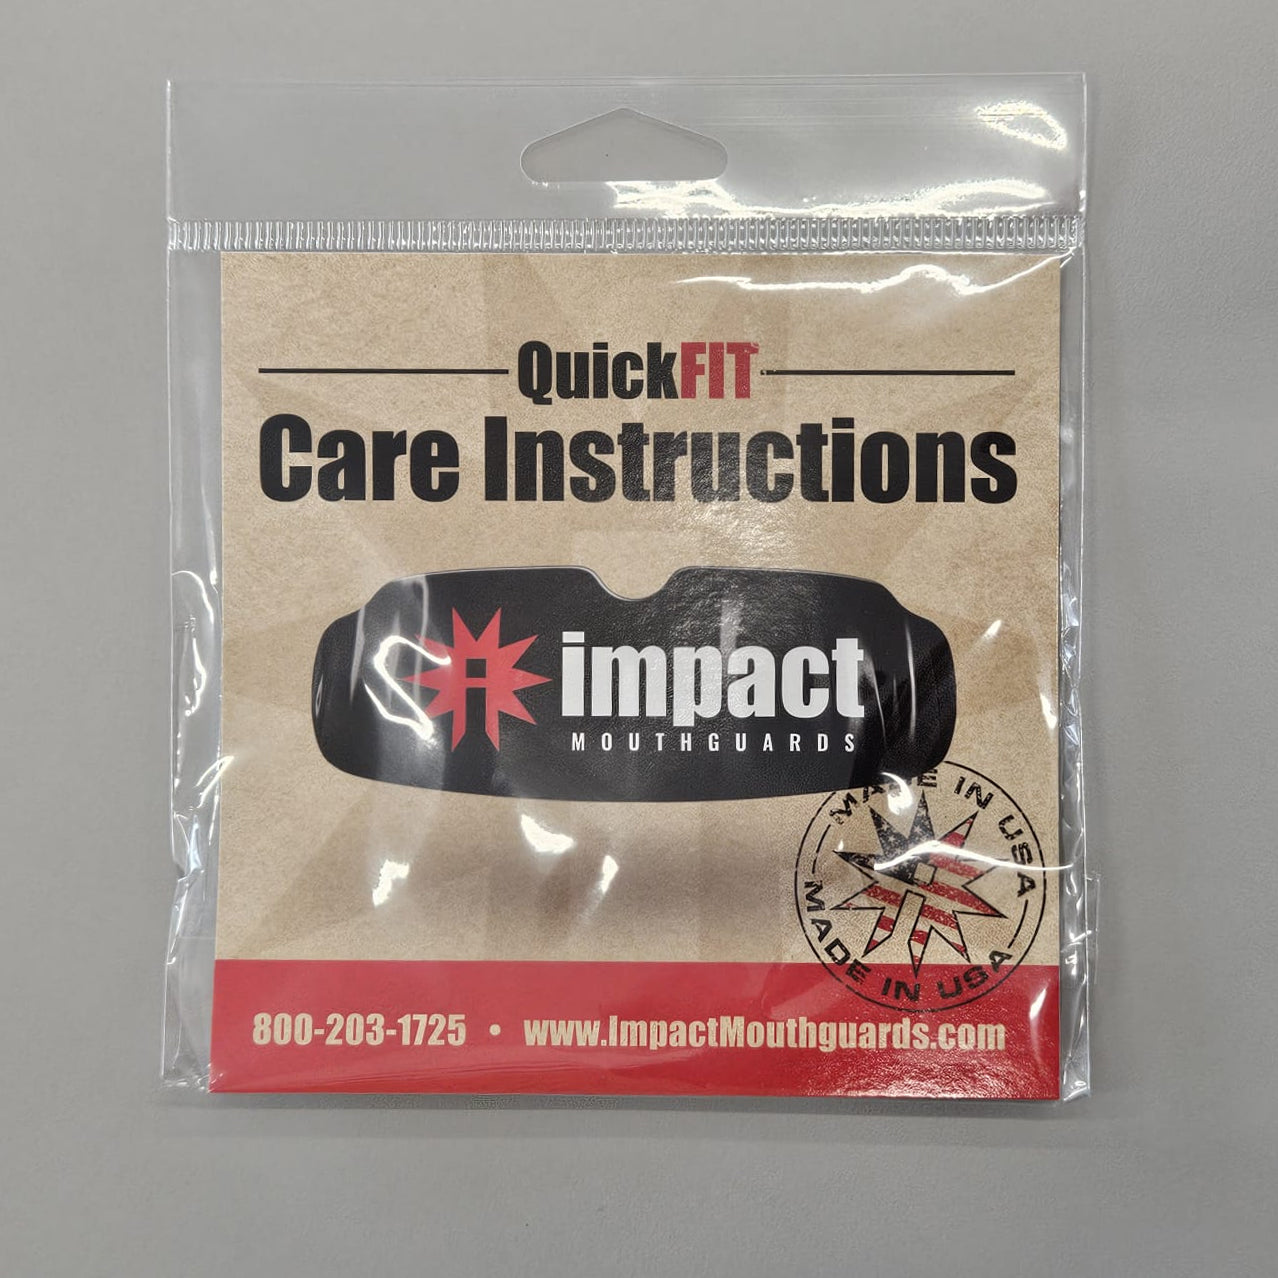 QuickFIT
Care Instructions
impact
MOUTHGUARDS
MADE IN USA
MADE IN USA
800-203-1725 • www.ImpactMouthguards.com